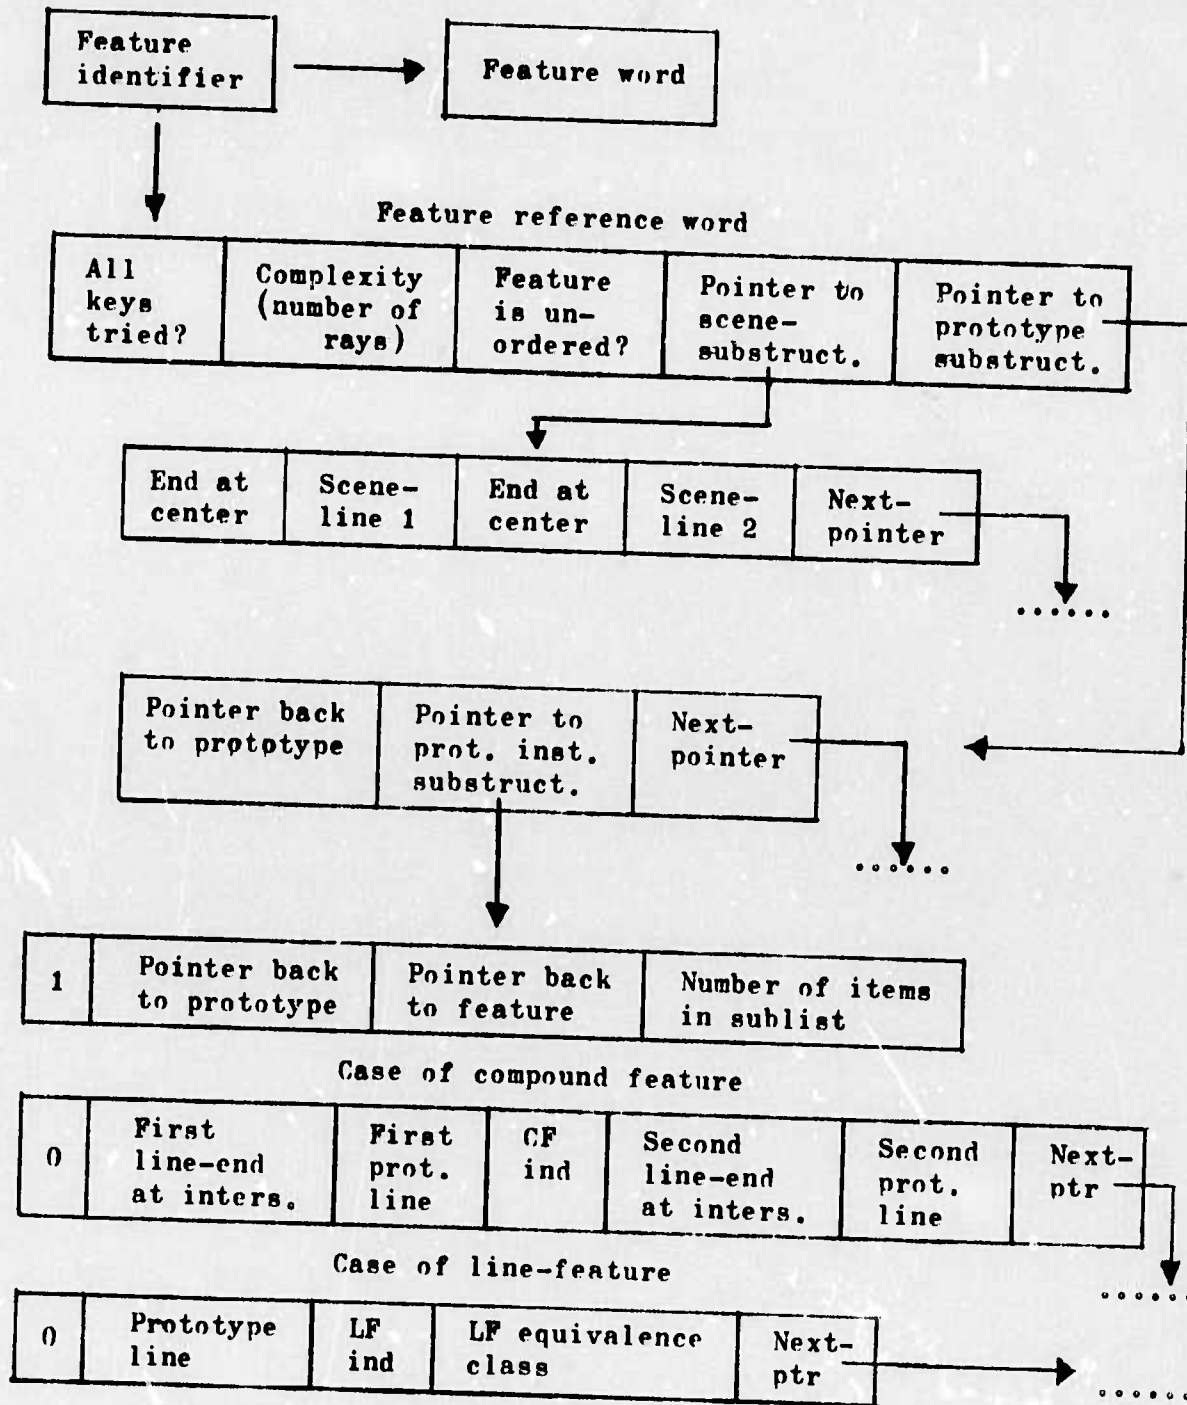 Feature
identifier
Feature word
Feature reference word
All
keys
tried?
Complexity
(number of
rays)
Feature
is un-
ordered?
Pointer to
scene-
substruct.
Pointer to
prototype
substruct.
End at
center
Scene-
line 1
End at
center
Scene-
line 2
Next-
pointer
......
Pointer back
to prototype
Pointer to
prot. inst.
substruct.
Next-
pointer
......
1
Pointer back
to prototype
Pointer back
to feature
Number of items
in sublist
Case of compound feature
0
First
line-end
at inters.
First
prot.
line
CF
ind
Second
line-end
at inters.
Second
prot.
line
Next-
ptr
......
Case of line-feature
0
Prototype
line
LF
ind
LF equivalence
class
Next-
ptr
......